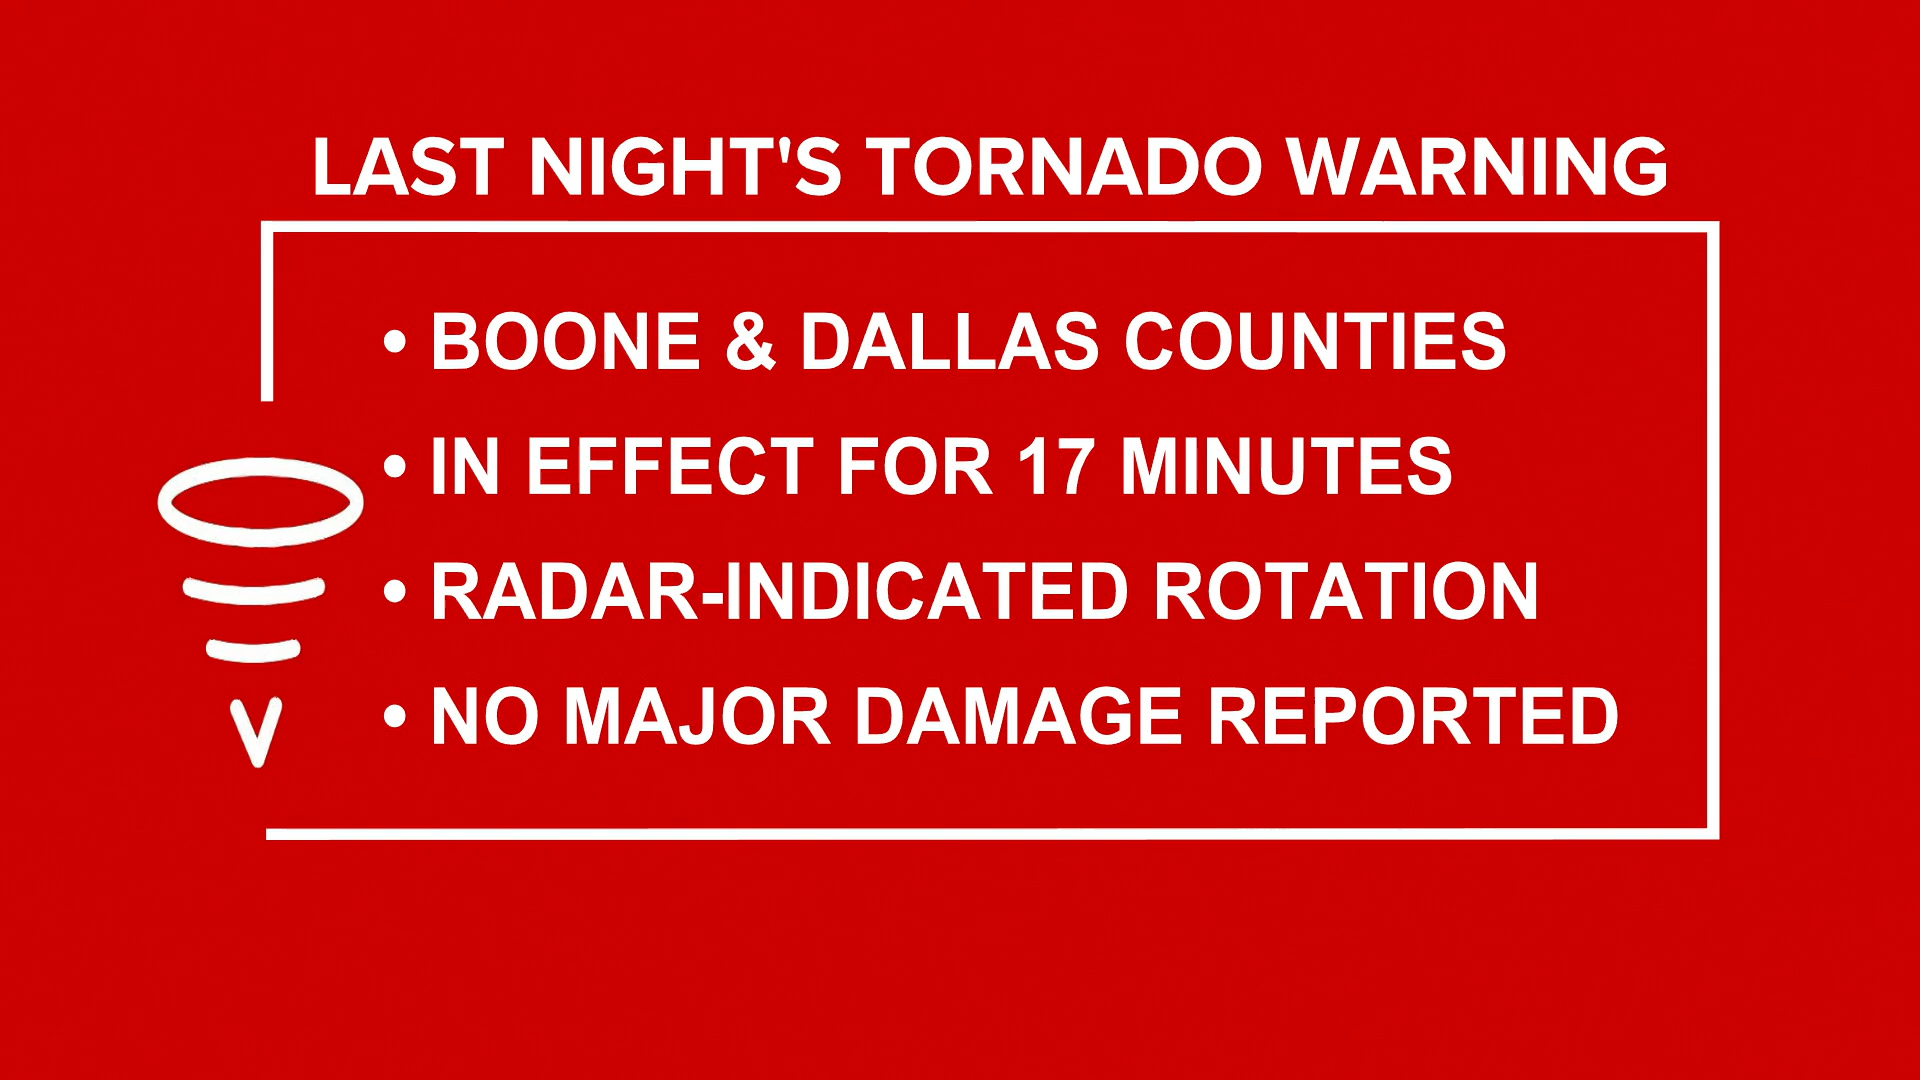 LAST NIGHT'S TORNADO WARNING
• BOONE & DALLAS COUNTIES
• IN EFFECT FOR 17 MINUTES
• RADAR-INDICATED ROTATION
• NO MAJOR DAMAGE REPORTED